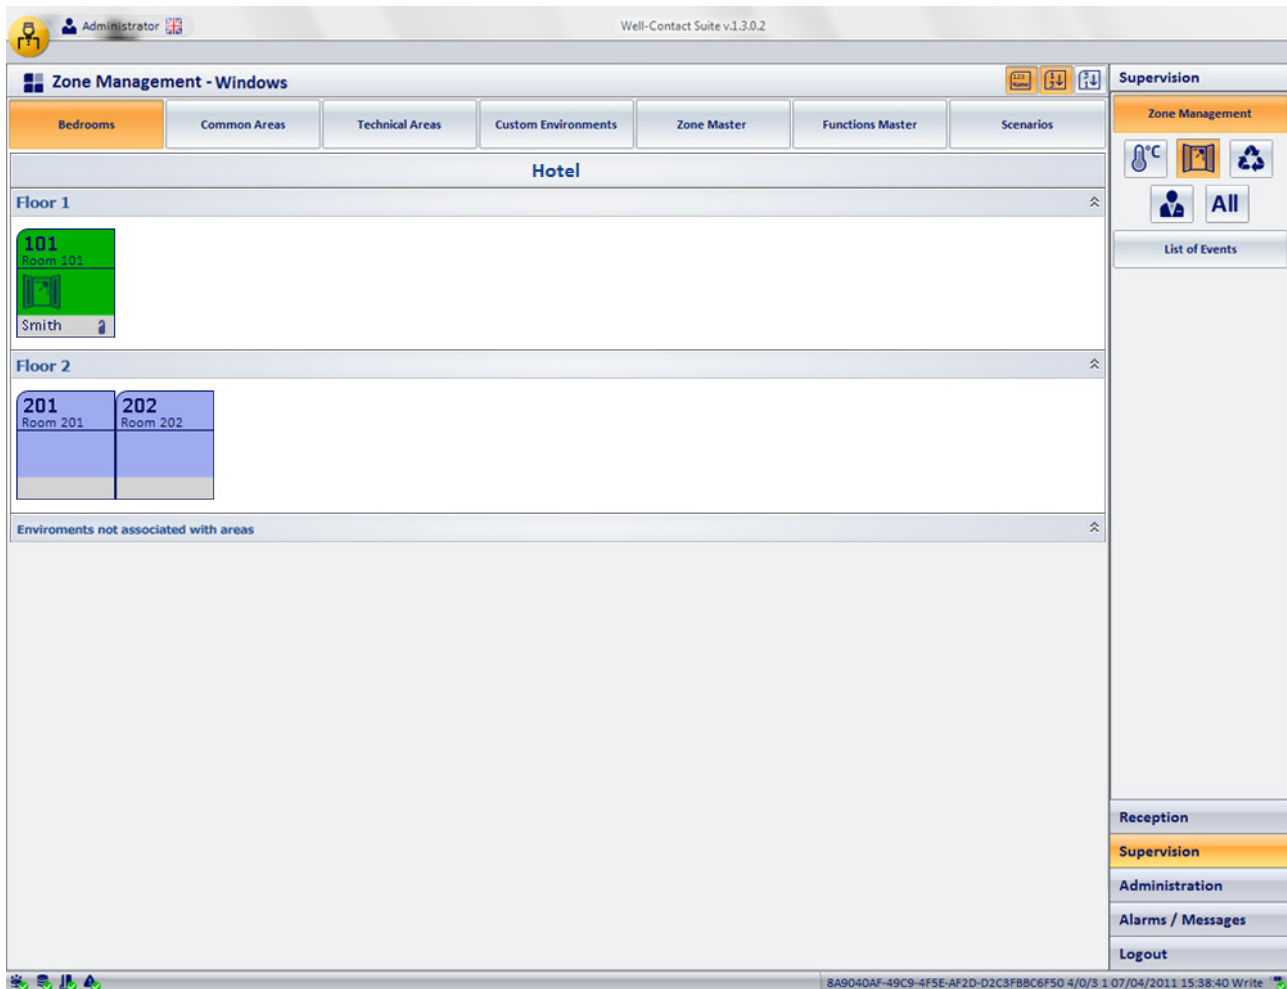 Administrator
Well-Contact Suite v.1.3.0.2
Zone Management - Windows
Supervision
Bedrooms
Common Areas
Technical Areas
Custom Environments
Zone Master
Functions Master
Scenarios
Zone Management
Hotel
°C
All
List of Events
Floor 1
101
Room 101
Smith
Floor 2
201
Room 201
202
Room 202
Enviroments not associated with areas
Reception
Supervision
Administration
Alarms / Messages
Logout
8A9040AF-49C9-4F5E-AF2D-D2C3FBBC6F50 4/0/3 1 07/04/2011 15:38:40 Write